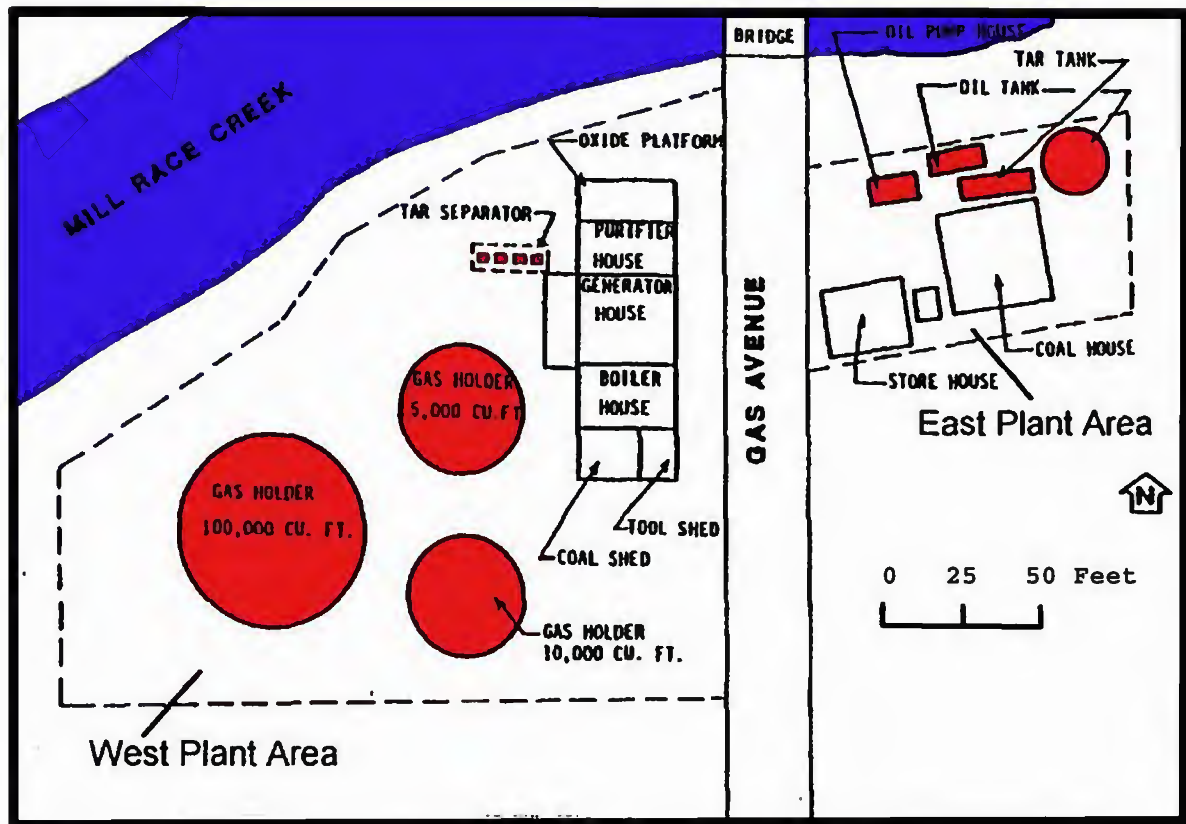 BRIDGE
OIL PUMP HOUSE
TAR TANK
OIL TANK
MILL RACE CREEK
OXIDE PLATFORM
TAR SEPARATOR
PURIFIER
HOUSE
GENERATOR
HOUSE
GAS AVENUE
COAL HOUSE
STORE HOUSE
BOILER
HOUSE
GAS HOLDER
5,000 CU.FT
East Plant Area
N
GAS HOLDER
100,000 CU. FT.
TOOL SHED
COAL SHED
0 25 50 Feet
GAS HOLDER
10,000 CU. FT.
West Plant Area